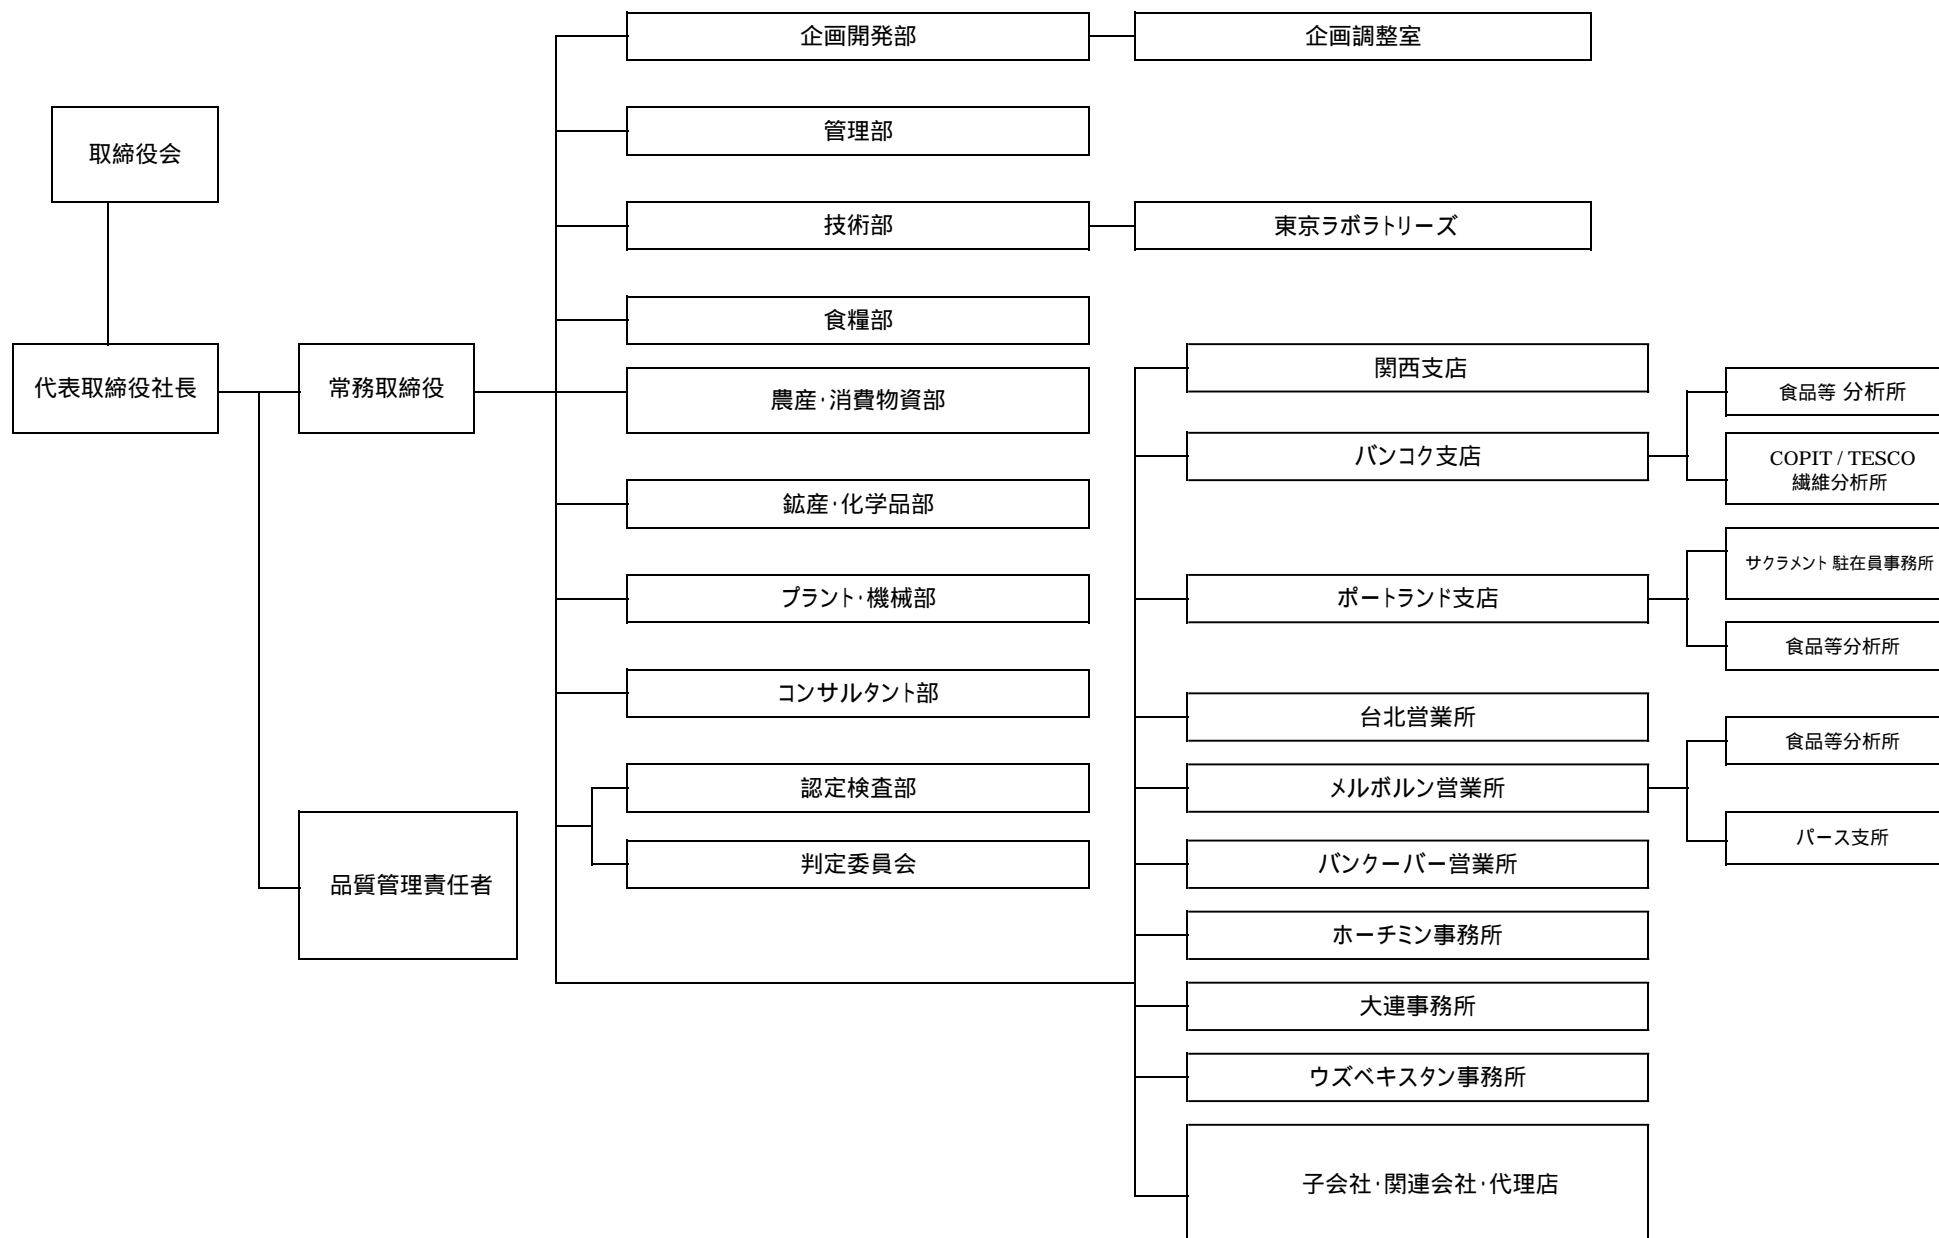 取締役会
代表取締役社長
常務取締役
品質管理責任者
企画開発部
企画調整室
管理部
技術部
東京ラボラトリーズ
食糧部
農産・消費物資部
鉱産・化学品部
プラント・機械部
コンサルタント部
認定検査部
判定委員会
関西支店
バンコク支店
食品等 分析所
COPIT / TESCO
繊維分析所
ポートランド支店
サクラメント 駐在員事務所
食品等分析所
台北営業所
メルボルン営業所
食品等分析所
パース支所
バンクーバー営業所
ホーチミン事務所
大連事務所
ウズベキスタン事務所
子会社・関連会社・代理店